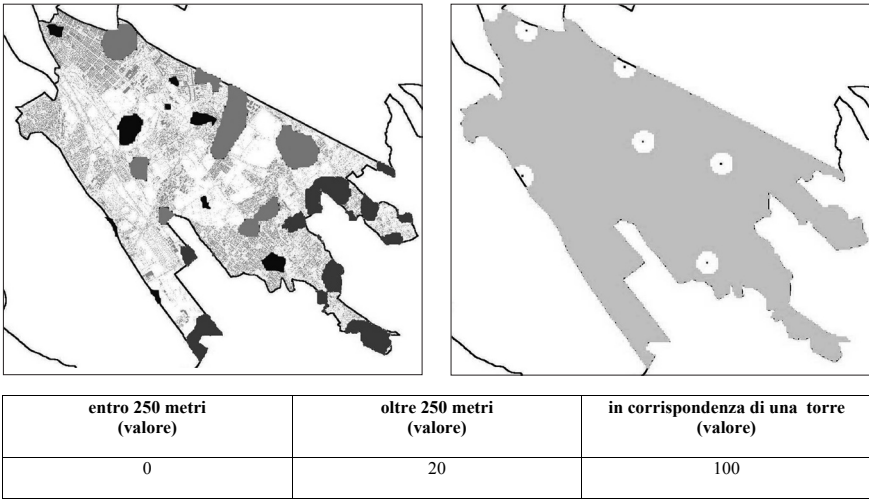 entro 250 metri
(valore)
oltre 250 metri
(valore)
in corrispondenza di una torre
(valore)
0
20
100